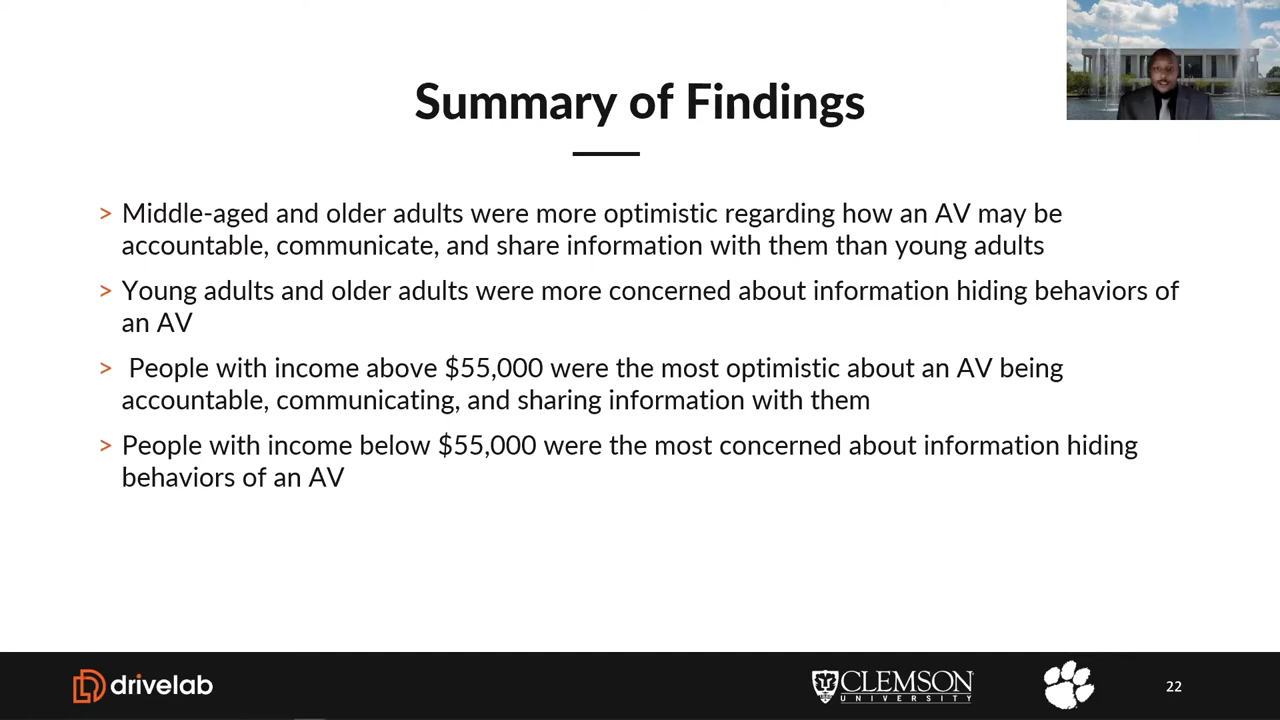 Summary of Findings
> Middle-aged and older adults were more optimistic regarding how an AV may be
accountable, communicate, and share information with them than young adults
> Young adults and older adults were more concerned about information hiding behaviors of
an AV
> People with income above $55,000 were the most optimistic about an AV being
accountable, communicating, and sharing information with them
> People with income below $55,000 were the most concerned about information hiding
behaviors of an AV
drivelab
CLEMSON
UNIVERSITY
22